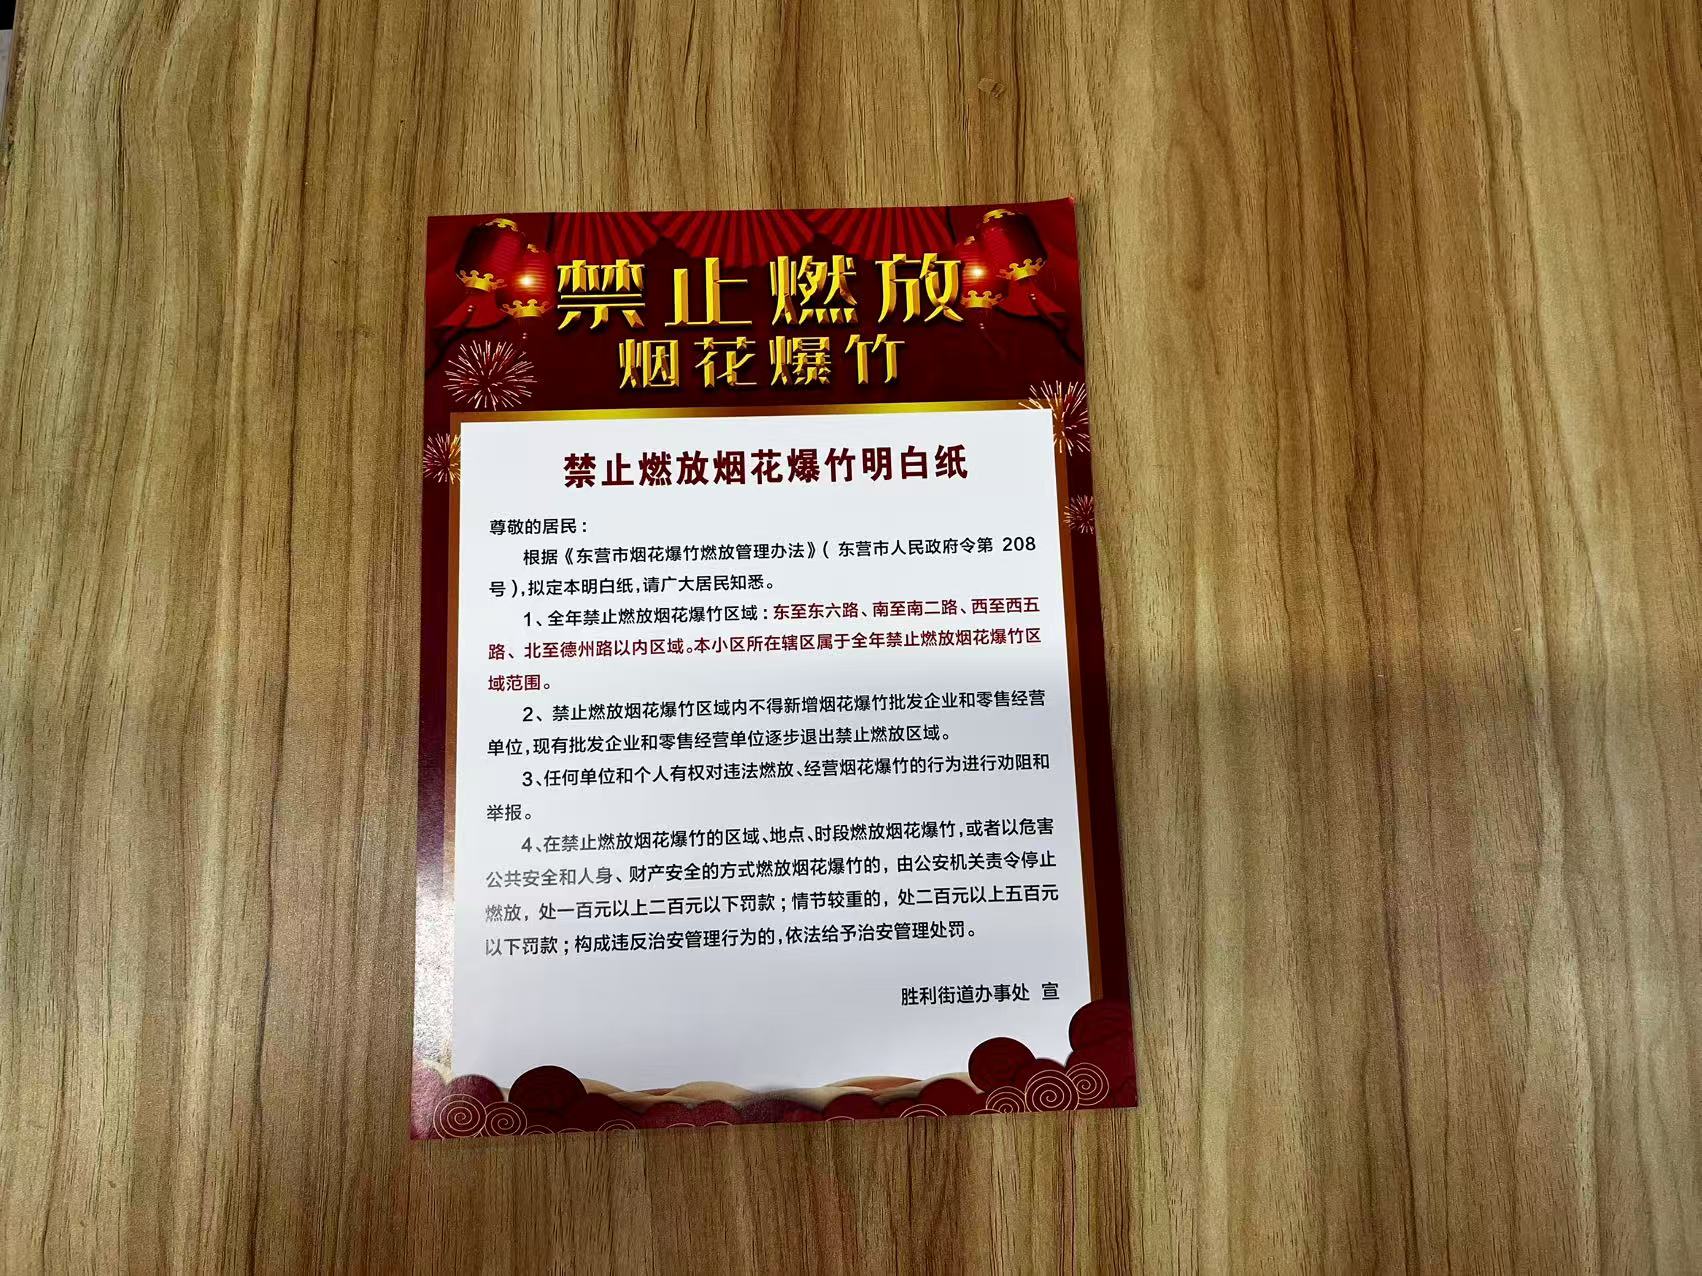 禁止燃放
烟花爆竹
禁止燃放烟花爆竹明白纸
尊敬的居民：
根据《东营市烟花爆竹燃放管理办法》（ 东营市人民政府令第 208
号），拟定本明白纸，请广大居民知悉。
1、全年禁止燃放烟花爆竹区域：东至东六路、南至南二路、西至西五
路、北至德州路以内区域。本小区所在辖区属于全年禁止燃放烟花爆竹区
域范围。
2、禁止燃放烟花爆竹区域内不得新增烟花爆竹批发企业和零售经营
单位，现有批发企业和零售经营单位逐步退出禁止燃放区域。
3、任何单位和个人有权对违法燃放、经营烟花爆竹的行为进行劝阻和
举报。
4、在禁止燃放烟花爆竹的区域、地点、时段燃放烟花爆竹，或者以危害
公共安全和人身、财产安全的方式燃放烟花爆竹的，由公安机关责令停止
燃放，处一百元以上二百元以下罚款；情节较重的，处二百元以上五百元
以下罚款；构成违反治安管理行为的，依法给予治安管理处罚。
胜利街道办事处 宣